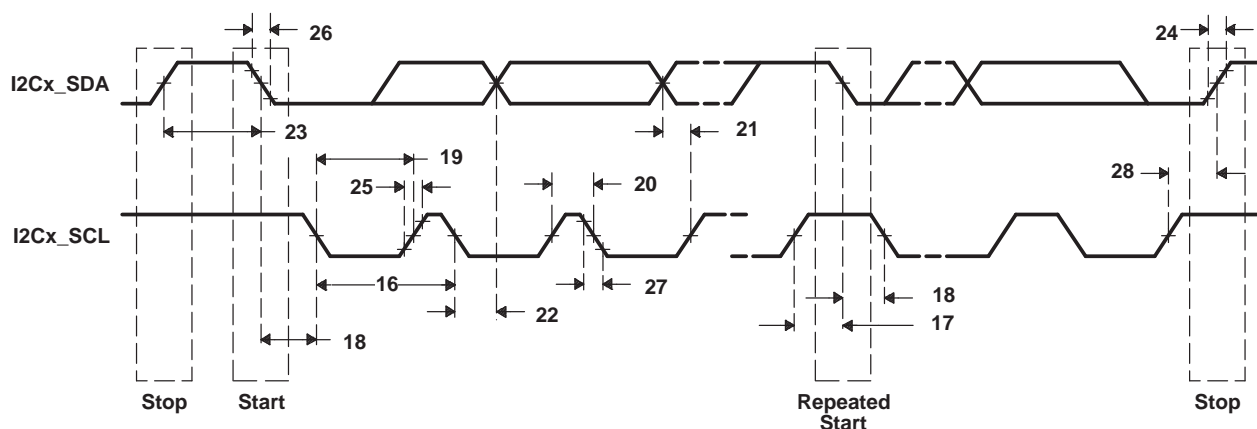 26
24
I2Cx_SDA
23
21
19
25
20
28
I2Cx_SCL
16
27
18
22
17
18
Stop
Start
Repeated
Start
Stop